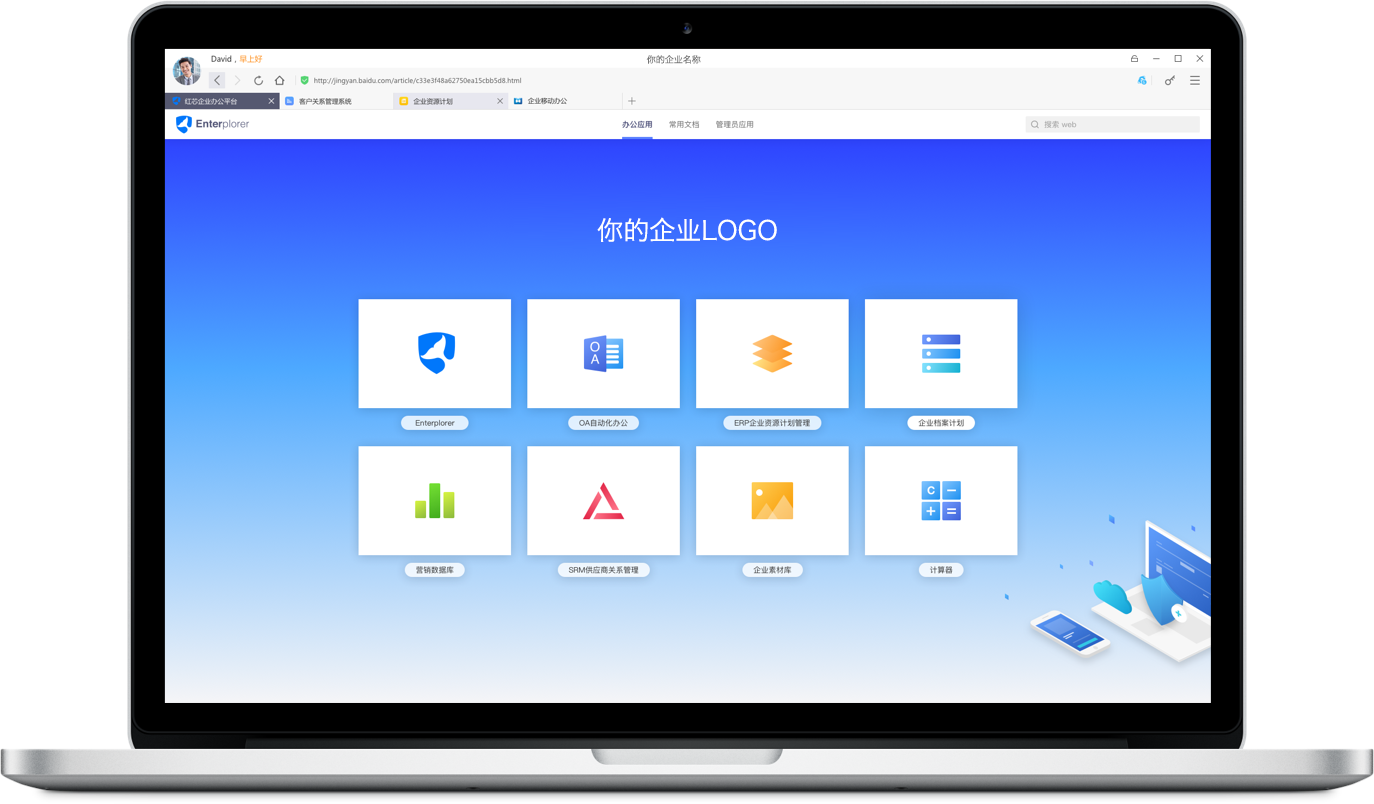 David，早上好
你的企业名称
http://jingyan.baidu.com/article/c33e3f48a62750ea15cbb5d8.html
红芯企业办公平台
客户关系管理系统
企业资源计划
企业移动办公
Enterplorer
办公应用
常用文档
管理员应用
搜索 web
你的企业LOGO
O
A
Enterplorer
OA自动化办公
ERP企业资源计划管理
企业档案计划
C
营销数据库
SRM供应商关系管理
企业素材库
计算器